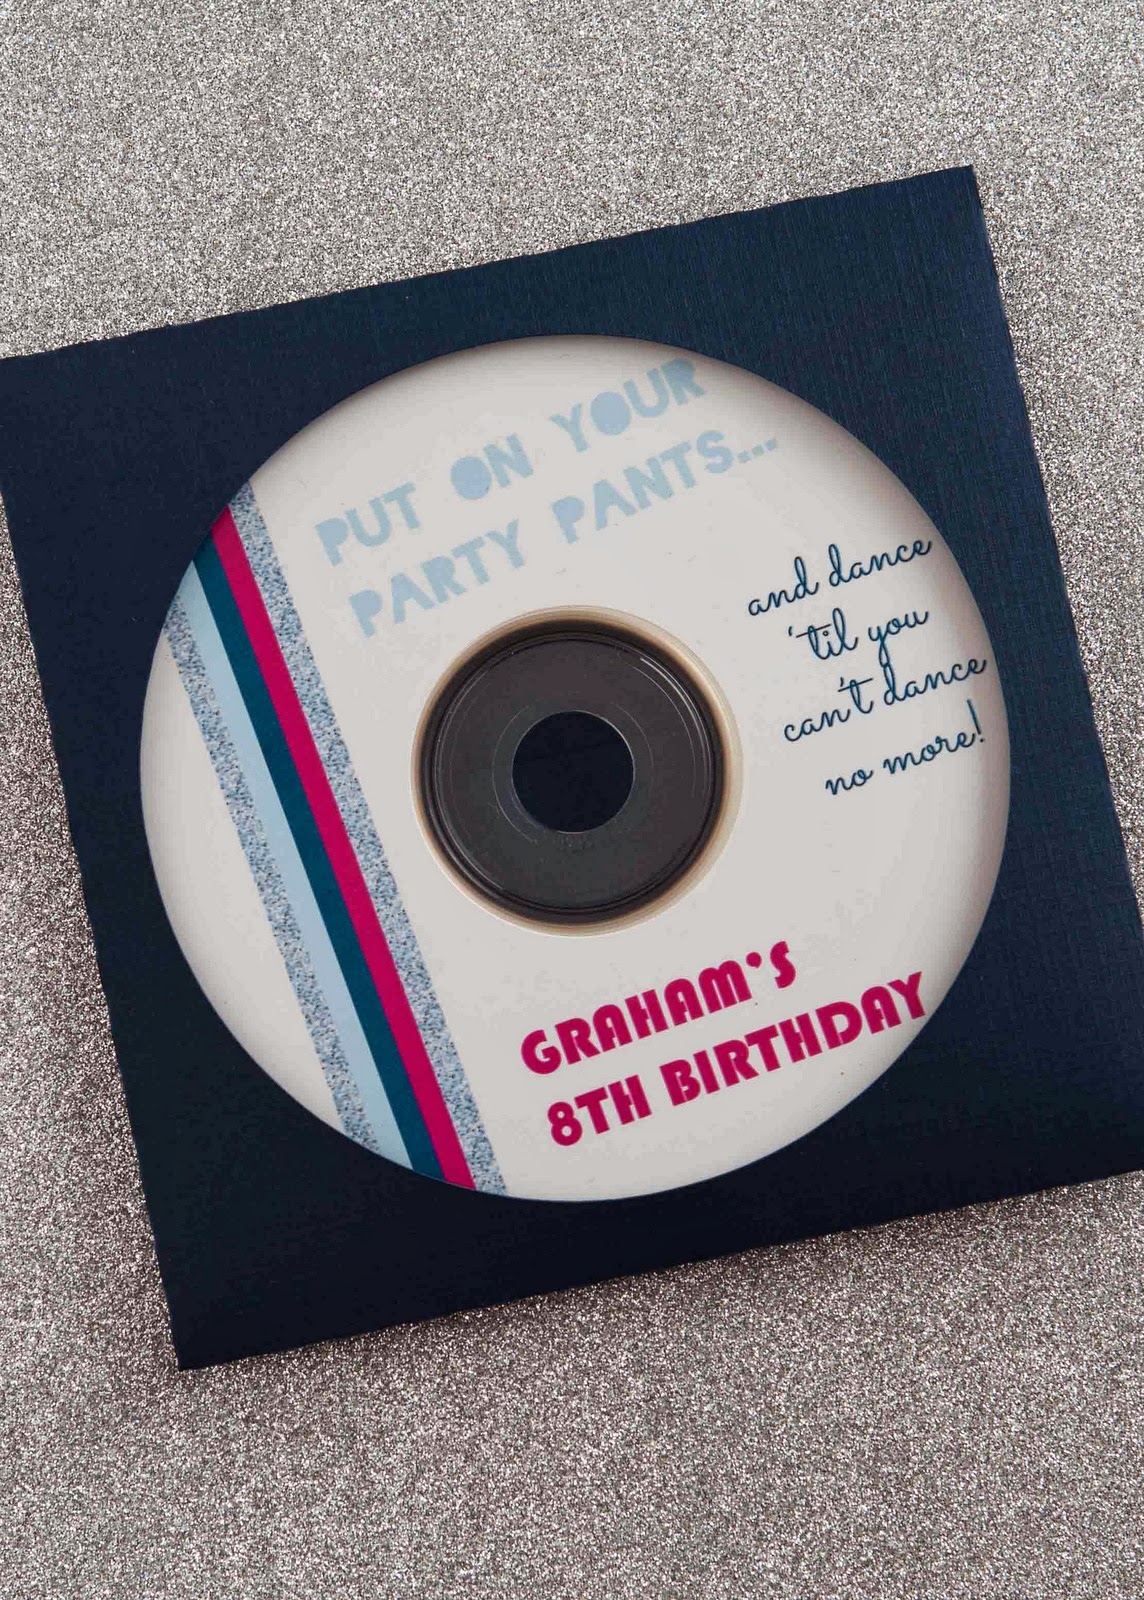 PUT ON YOUR
PARTY PANTS...
and dance
'til you
can't dance
no more!
GRAHAM'S
8TH BIRTHDAY